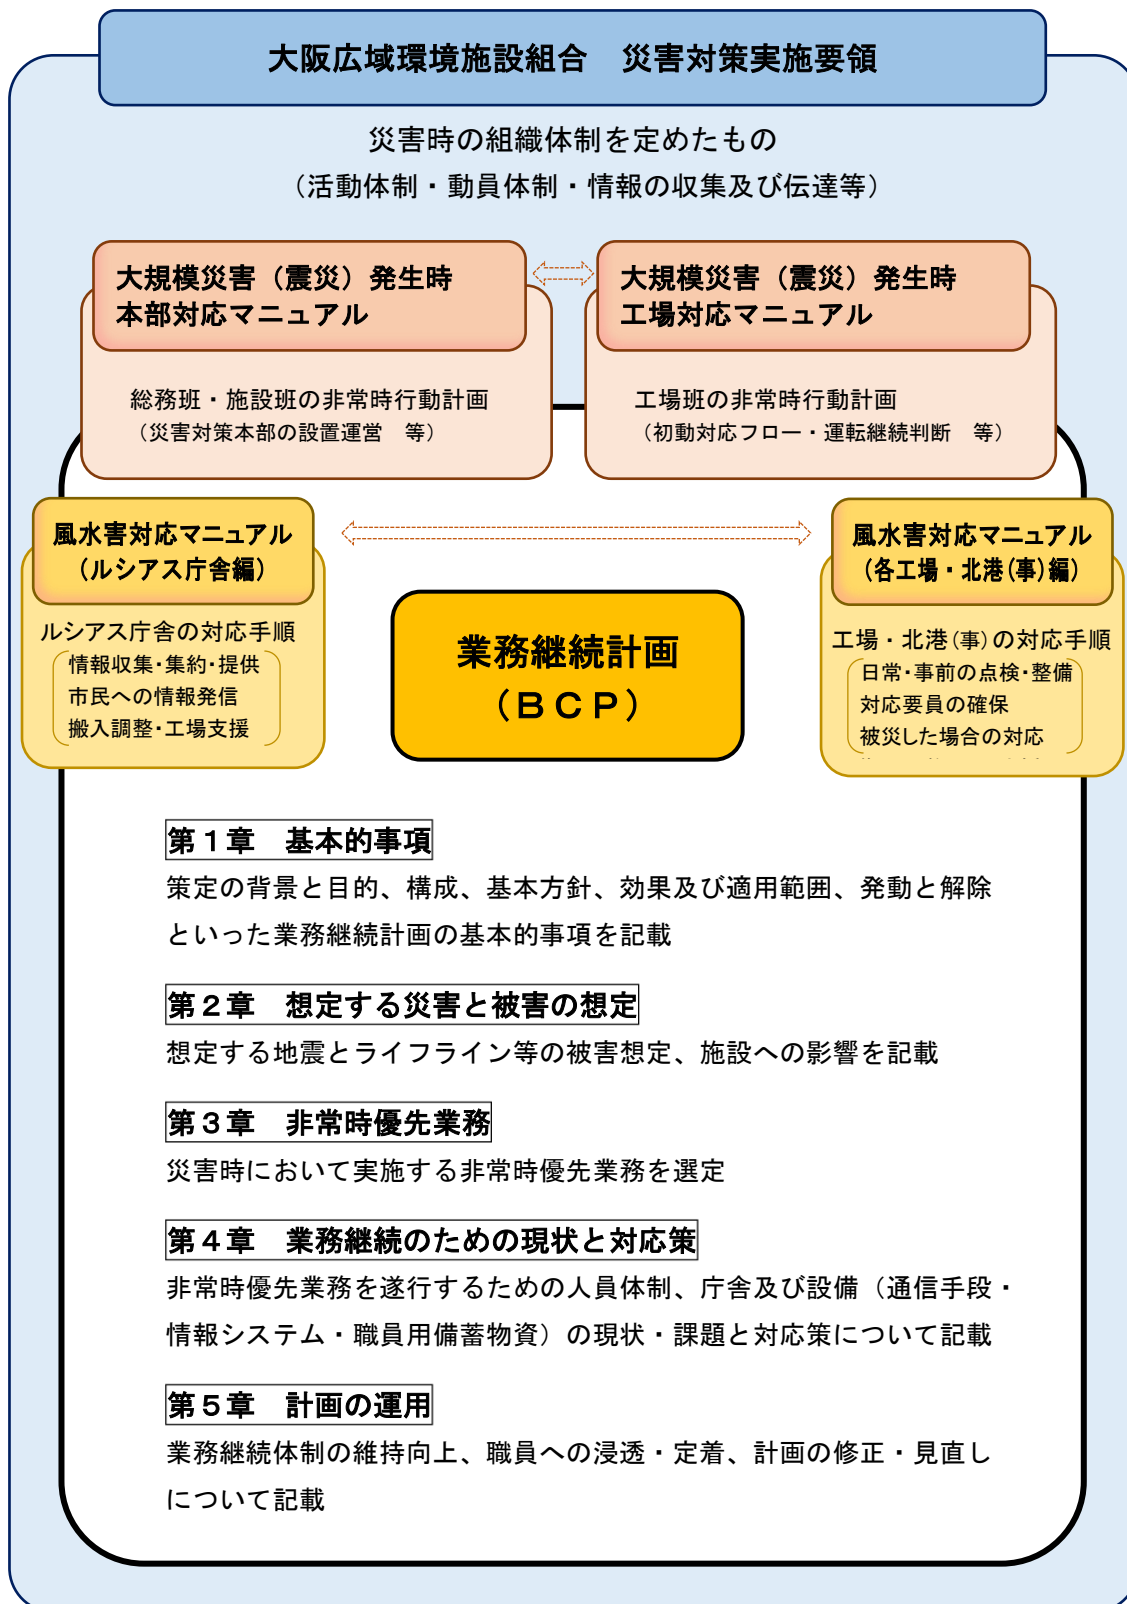 大阪広域環境施設組合　災害対策実施要領
災害時の組織体制を定めたもの
（活動体制・動員体制・情報の収集及び伝達等）
大規模災害（震災）発生時
本部対応マニュアル
総務班・施設班の非常時行動計画
（災害対策本部の設置運営　等）
大規模災害（震災）発生時
工場対応マニュアル
工場班の非常時行動計画
（初動対応フロー・運転継続判断　等）
風水害対応マニュアル
（ルシアス庁舎編）
ルシアス庁舎の対応手順
情報収集・集約・提供
市民への情報発信
搬入調整・工場支援
風水害対応マニュアル
（各工場・北港(事)編）
工場・北港(事)の対応手順
日常・事前の点検・整備
対応要員の確保
被災した場合の対応
業務継続計画
（ＢＣＰ）
第１章　基本的事項
策定の背景と目的、構成、基本方針、効果及び適用範囲、発動と解除
といった業務継続計画の基本的事項を記載
第２章　想定する災害と被害の想定
想定する地震とライフライン等の被害想定、施設への影響を記載
第３章　非常時優先業務
災害時において実施する非常時優先業務を選定
第４章　業務継続のための現状と対応策
非常時優先業務を遂行するための人員体制、庁舎及び設備（通信手段・
情報システム・職員用備蓄物資）の現状・課題と対応策について記載
第５章　計画の運用
業務継続体制の維持向上、職員への浸透・定着、計画の修正・見直し
について記載